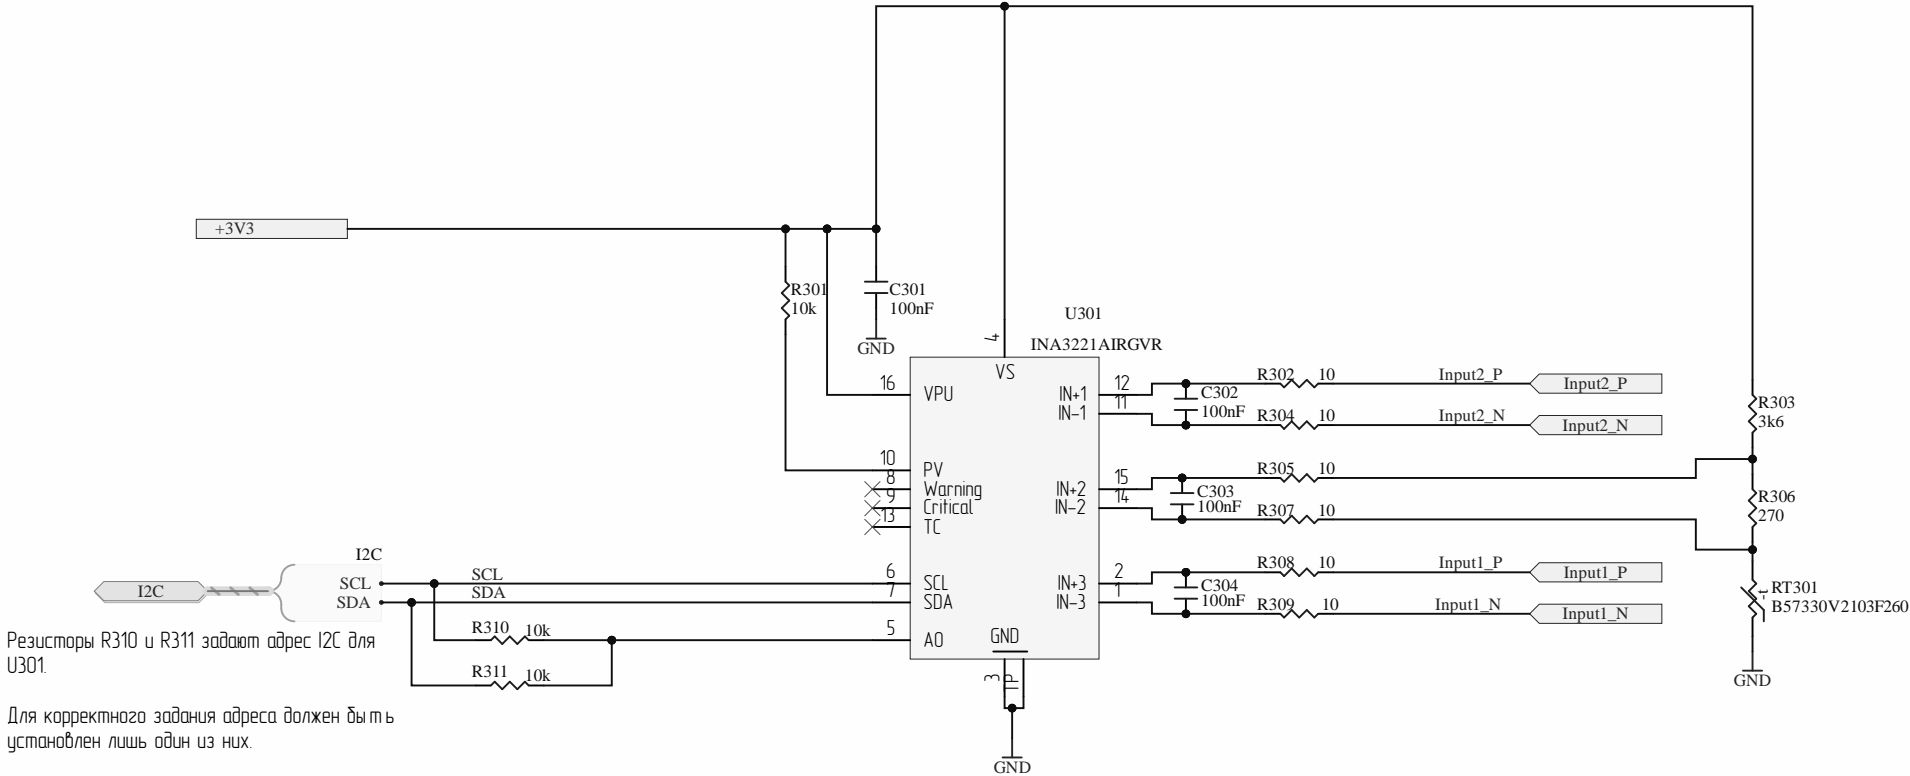 +3V3
R301
10k
C301
100nF
GND
U301
INA3221AIRGVR
4
VS
16
VPU
10
PV
8
Warning
9
Critical
13
TC
6
SCL
7
SDA
5
A0
GND
3
TP
GND
12
IN+1
11
IN-1
15
IN+2
14
IN-2
2
IN+3
1
IN-3
C302
100nF
R302 10
Input2_P
Input2_P
R304 10
Input2_N
Input2_N
C303
100nF
R305 10
R307 10
C304
100nF
R308 10
Input1_P
Input1_P
R309 10
Input1_N
Input1_N
R303
3k6
R306
270
-t
RT301
B57330V2103F260
GND
I2C
I2C
SCL
SDA
SCL
SDA
R310 10k
R311 10k
Резисторы R310 и R311 задают адрес I2C для
U301.
Для корректного задания адреса должен быть
установлен лишь один из них.